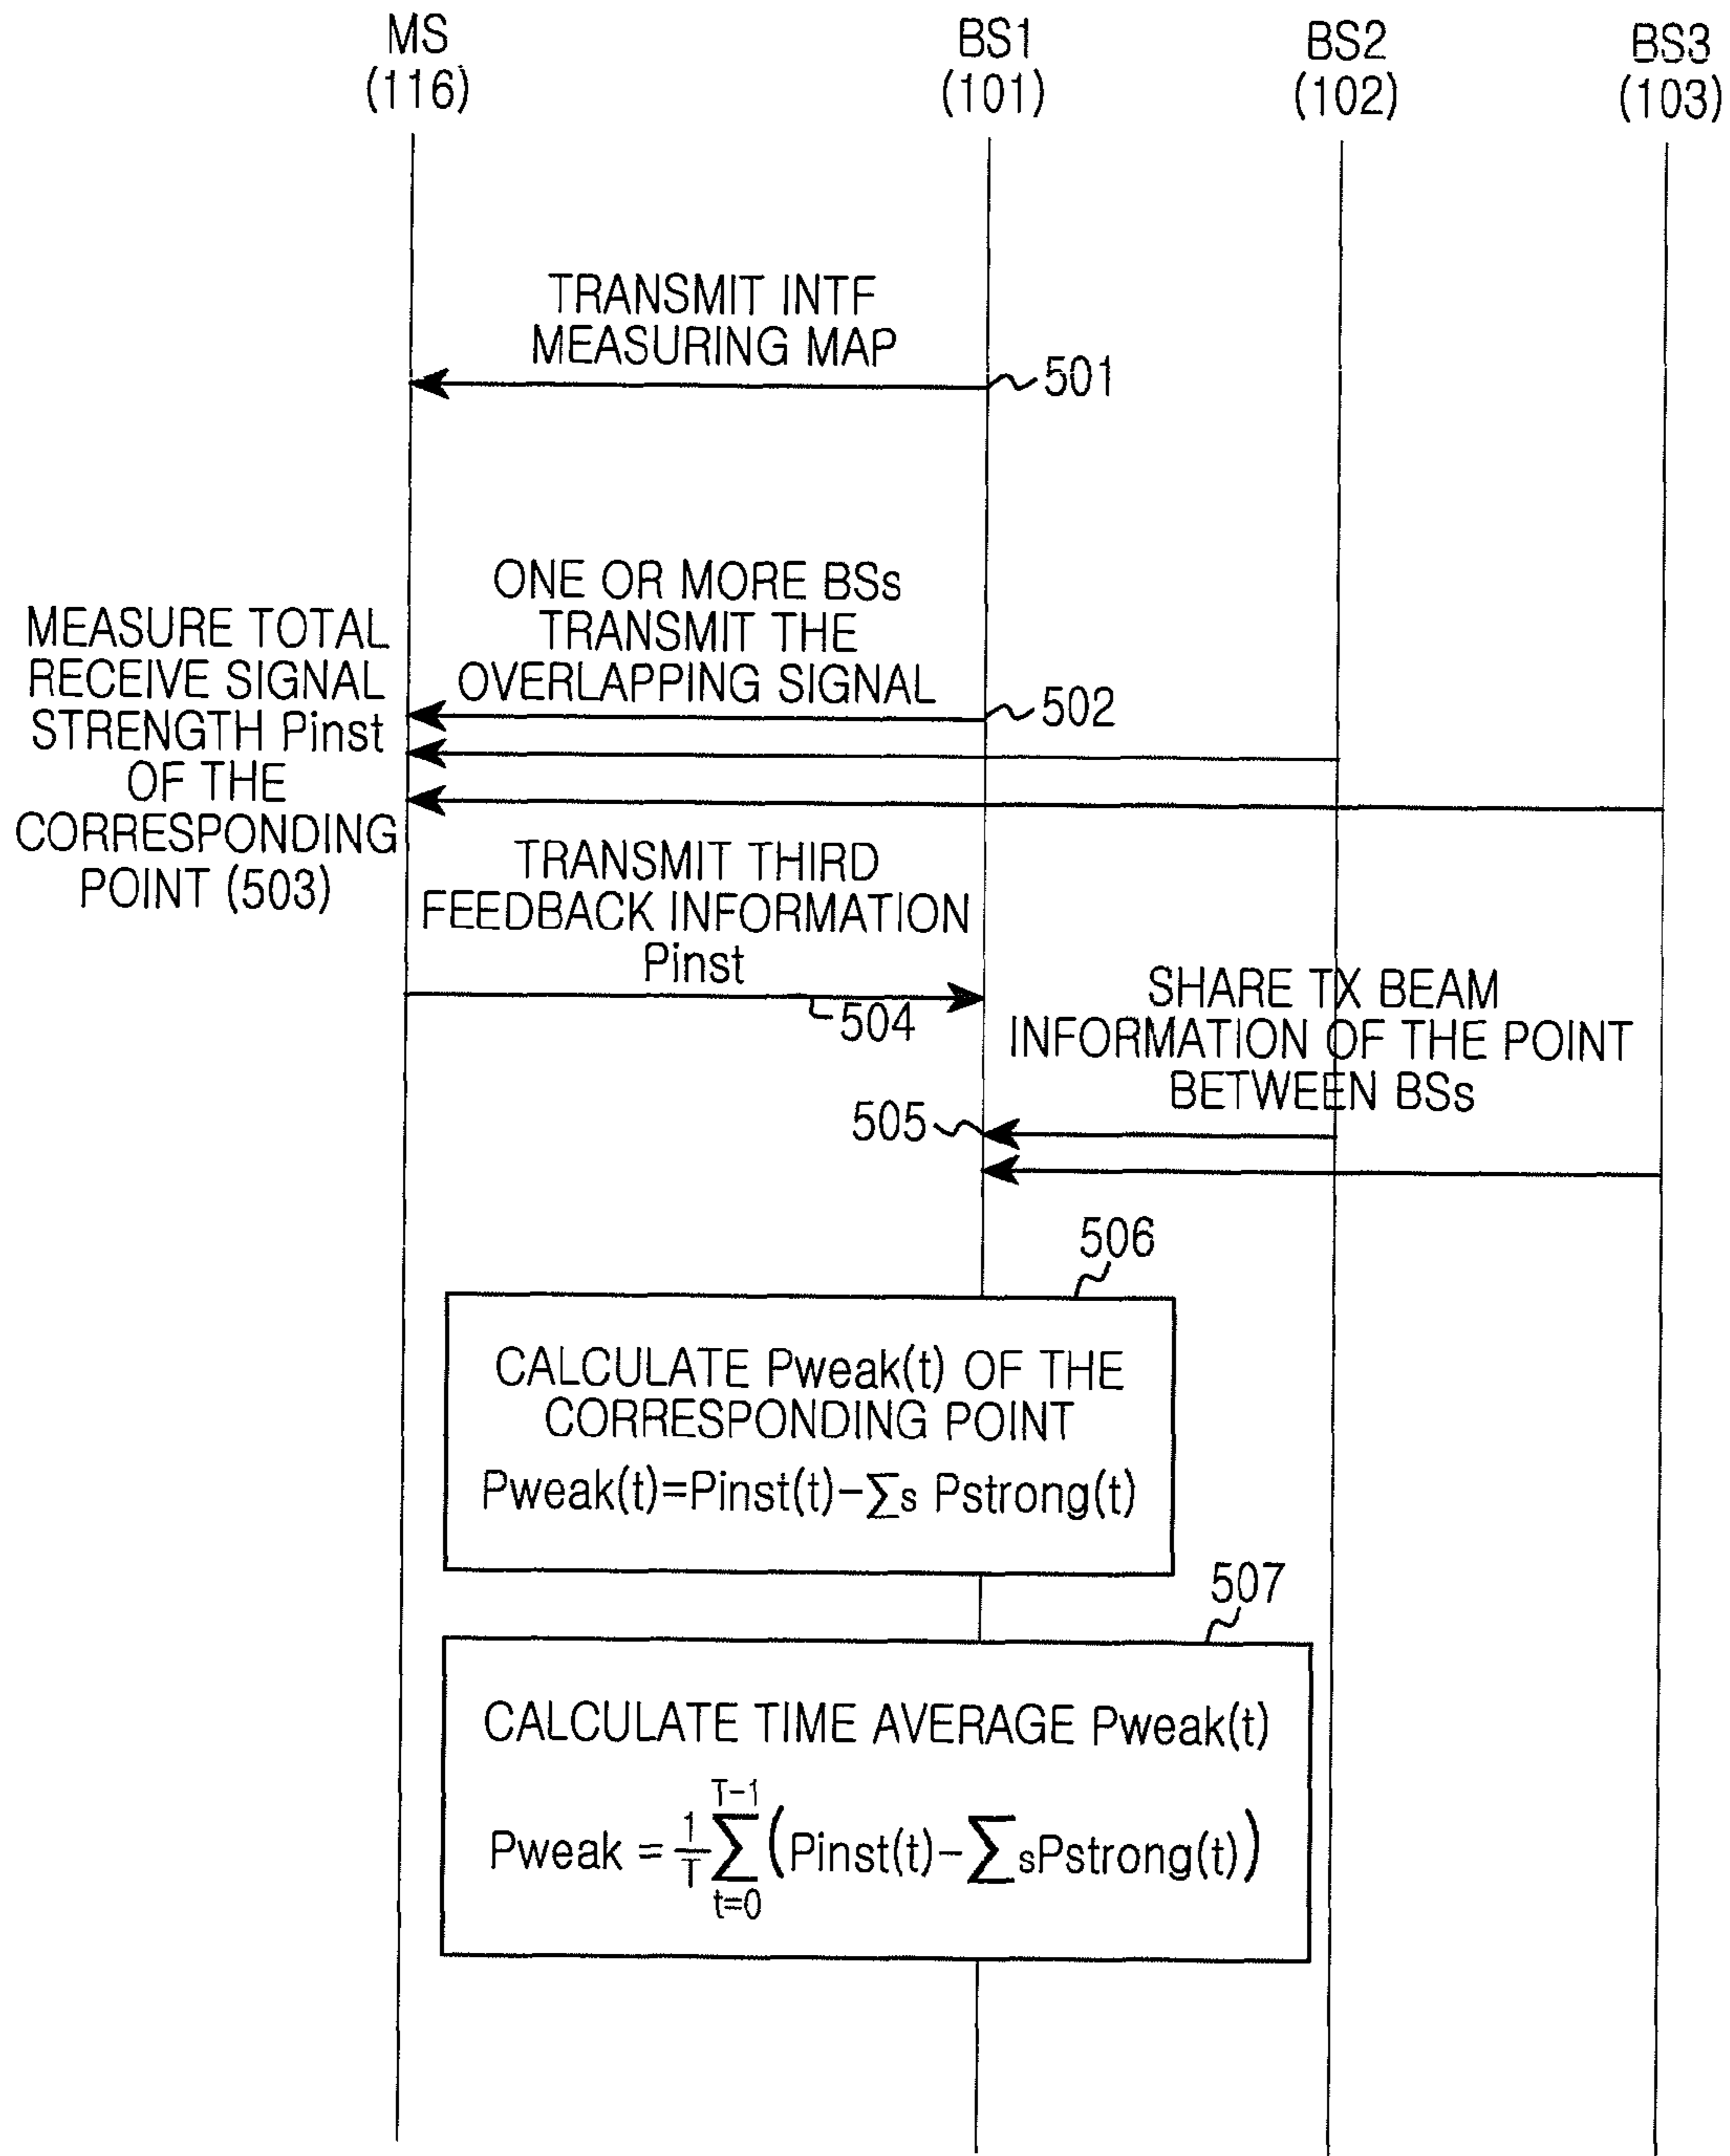 MS
(116)
BS1
(101)
BS2
(102)
BS3
(103)
TRANSMIT INTF
MEASURING MAP
501
ONE OR MORE BSs
TRANSMIT THE
OVERLAPPING SIGNAL
502
MEASURE TOTAL
RECEIVE SIGNAL
STRENGTH Pinst
OF THE
CORRESPONDING
POINT (503)
TRANSMIT THIRD
FEEDBACK INFORMATION
Pinst
504
SHARE TX BEAM
INFORMATION OF THE POINT
BETWEEN BSs
505
506
CALCULATE Pweak(t) OF THE
CORRESPONDING POINT
Pweak(t)=Pinst(t)-∑s Pstrong(t)
507
CALCULATE TIME AVERAGE Pweak(t)
Pweak = 1/T ∑_{t=0}^{T-1} (Pinst(t)-∑sPstrong(t))